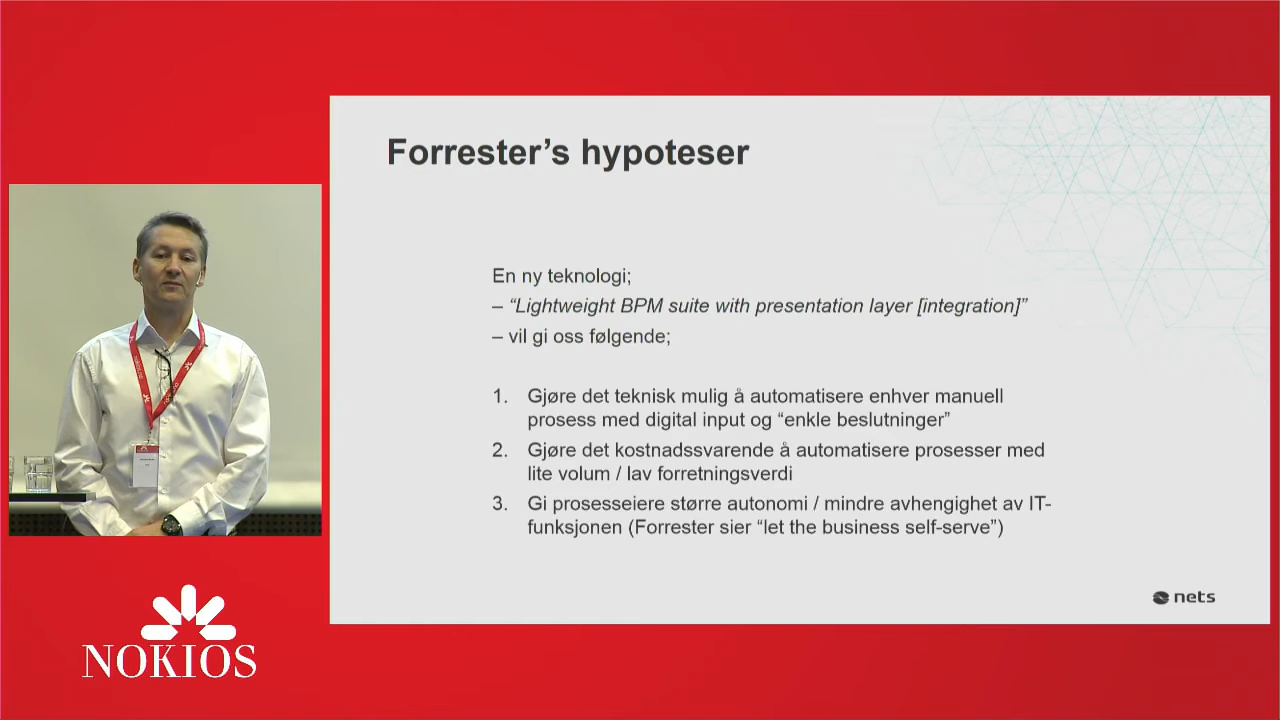 Forrester’s hypoteser
En ny teknologi;
– “Lightweight BPM suite with presentation layer [integration]”
– vil gi oss følgende;
1. Gjøre det teknisk mulig å automatisere enhver manuell
prosess med digital input og “enkle beslutninger”
2. Gjøre det kostnadssvarende å automatisere prosesser med
lite volum / lav forretningsverdi
3. Gi prosesseiere større autonomi / mindre avhengighet av IT-
funksjonen (Forrester sier “let the business self-serve”)
nets
NOKIOS